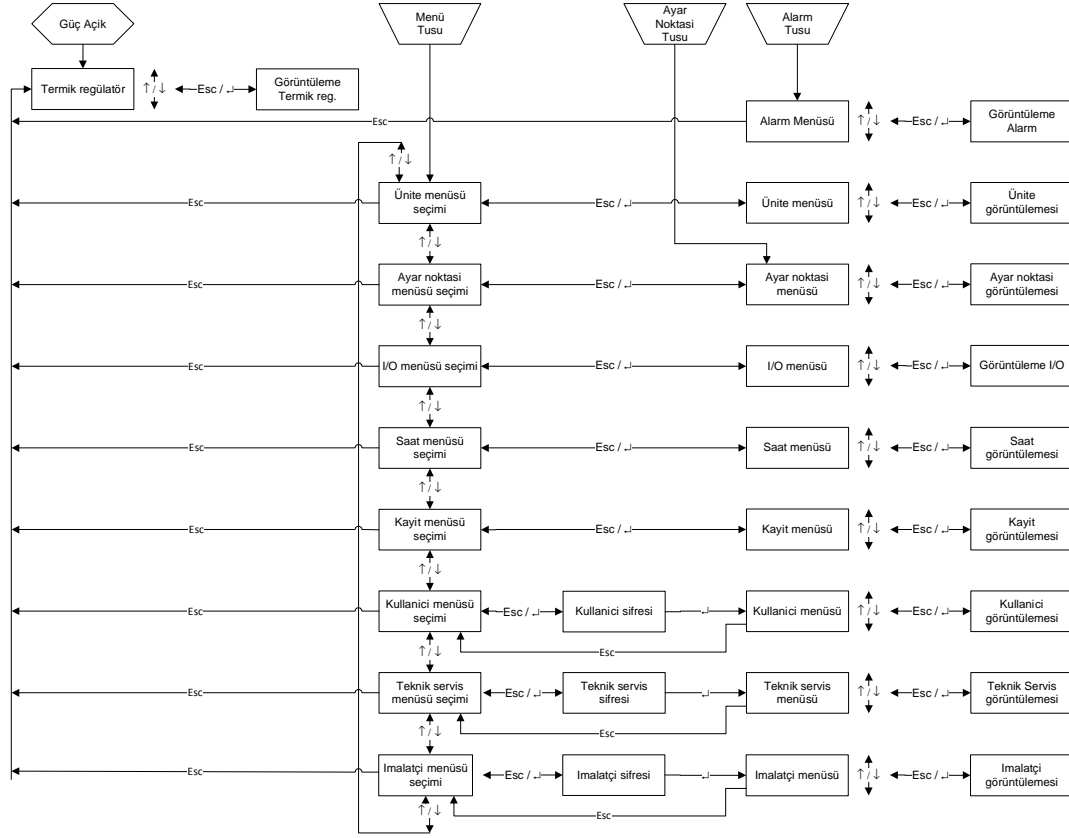 Güç Açik
Menü
Tusu
Ayar
Noktasi
Tusu
Alarm
Tusu
Termik regülatör
↑/↓
Esc / ↵
Görüntüleme
Termik reg.
Esc
Alarm Menüsü
↑/↓
Esc / ↵
Görüntüleme
Alarm
↑/↓
Esc
Ünite menüsü
seçimi
Esc / ↵
Ünite menüsü
↑/↓
Esc / ↵
Ünite
görüntülemesi
↑/↓
Esc
Ayar noktasi
menüsü seçimi
Esc / ↵
Ayar noktasi
menüsü
↑/↓
Esc / ↵
Ayar noktasi
görüntülemesi
↑/↓
Esc
I/O menüsü seçimi
Esc / ↵
I/O menüsü
↑/↓
Esc / ↵
Görüntüleme I/O
↑/↓
Esc
Saat menüsü
seçimi
Esc / ↵
Saat menüsü
↑/↓
Esc / ↵
Saat
görüntülemesi
↑/↓
Esc
Kayit menüsü
seçimi
Esc / ↵
Kayit menüsü
↑/↓
Esc / ↵
Kayit
görüntülemesi
↑/↓
Esc
Kullanici menüsü
seçimi
Esc / ↵
Kullanici sifresi
↵
Kullanici menüsü
↑/↓
Esc / ↵
Kullanici
görüntülemesi
Esc
↑/↓
Esc
Teknik servis
menüsü seçimi
Esc / ↵
Teknik servis
sifresi
↵
Teknik servis
menüsü
↑/↓
Esc / ↵
Teknik Servis
görüntülemesi
Esc
↑/↓
Esc
Imalatçi menüsü
seçimi
Esc / ↵
Imalatçi sifresi
↵
Imalatçi menüsü
↑/↓
Esc / ↵
Imalatçi
görüntülemesi
↑/↓
Esc